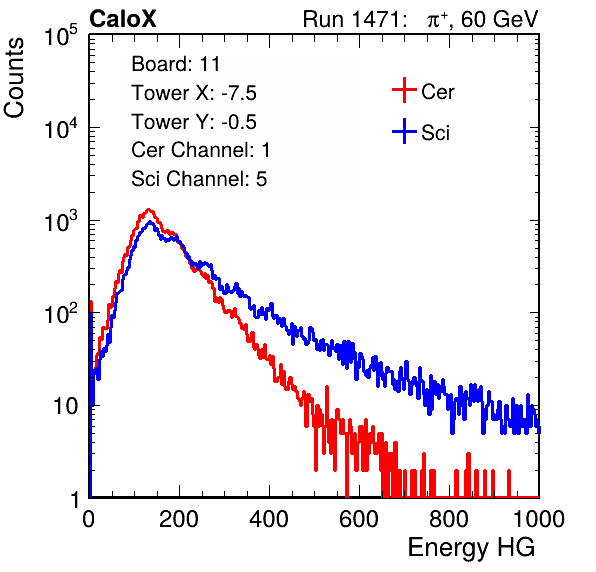 CaloX Run 1471: π⁺, 60 GeV
Counts
10⁵
10⁴
10³
10²
10
1
Board: 11
Tower X: -7.5
Tower Y: -0.5
Cer Channel: 1
Sci Channel: 5
Cer
Sci
0 200 400 600 800 1000
Energy HG